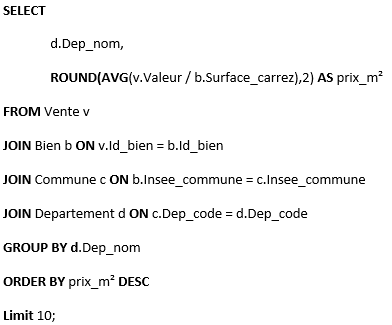 SELECT
d.Dep_nom,
ROUND(AVG(v.Valeur / b.Surface_carrez),2) AS prix_m²
FROM Vente v
JOIN Bien b ON v.Id_bien = b.Id_bien
JOIN Commune c ON b.Insee_commune = c.Insee_commune
JOIN Departement d ON c.Dep_code = d.Dep_code
GROUP BY d.Dep_nom
ORDER BY prix_m² DESC
Limit 10;